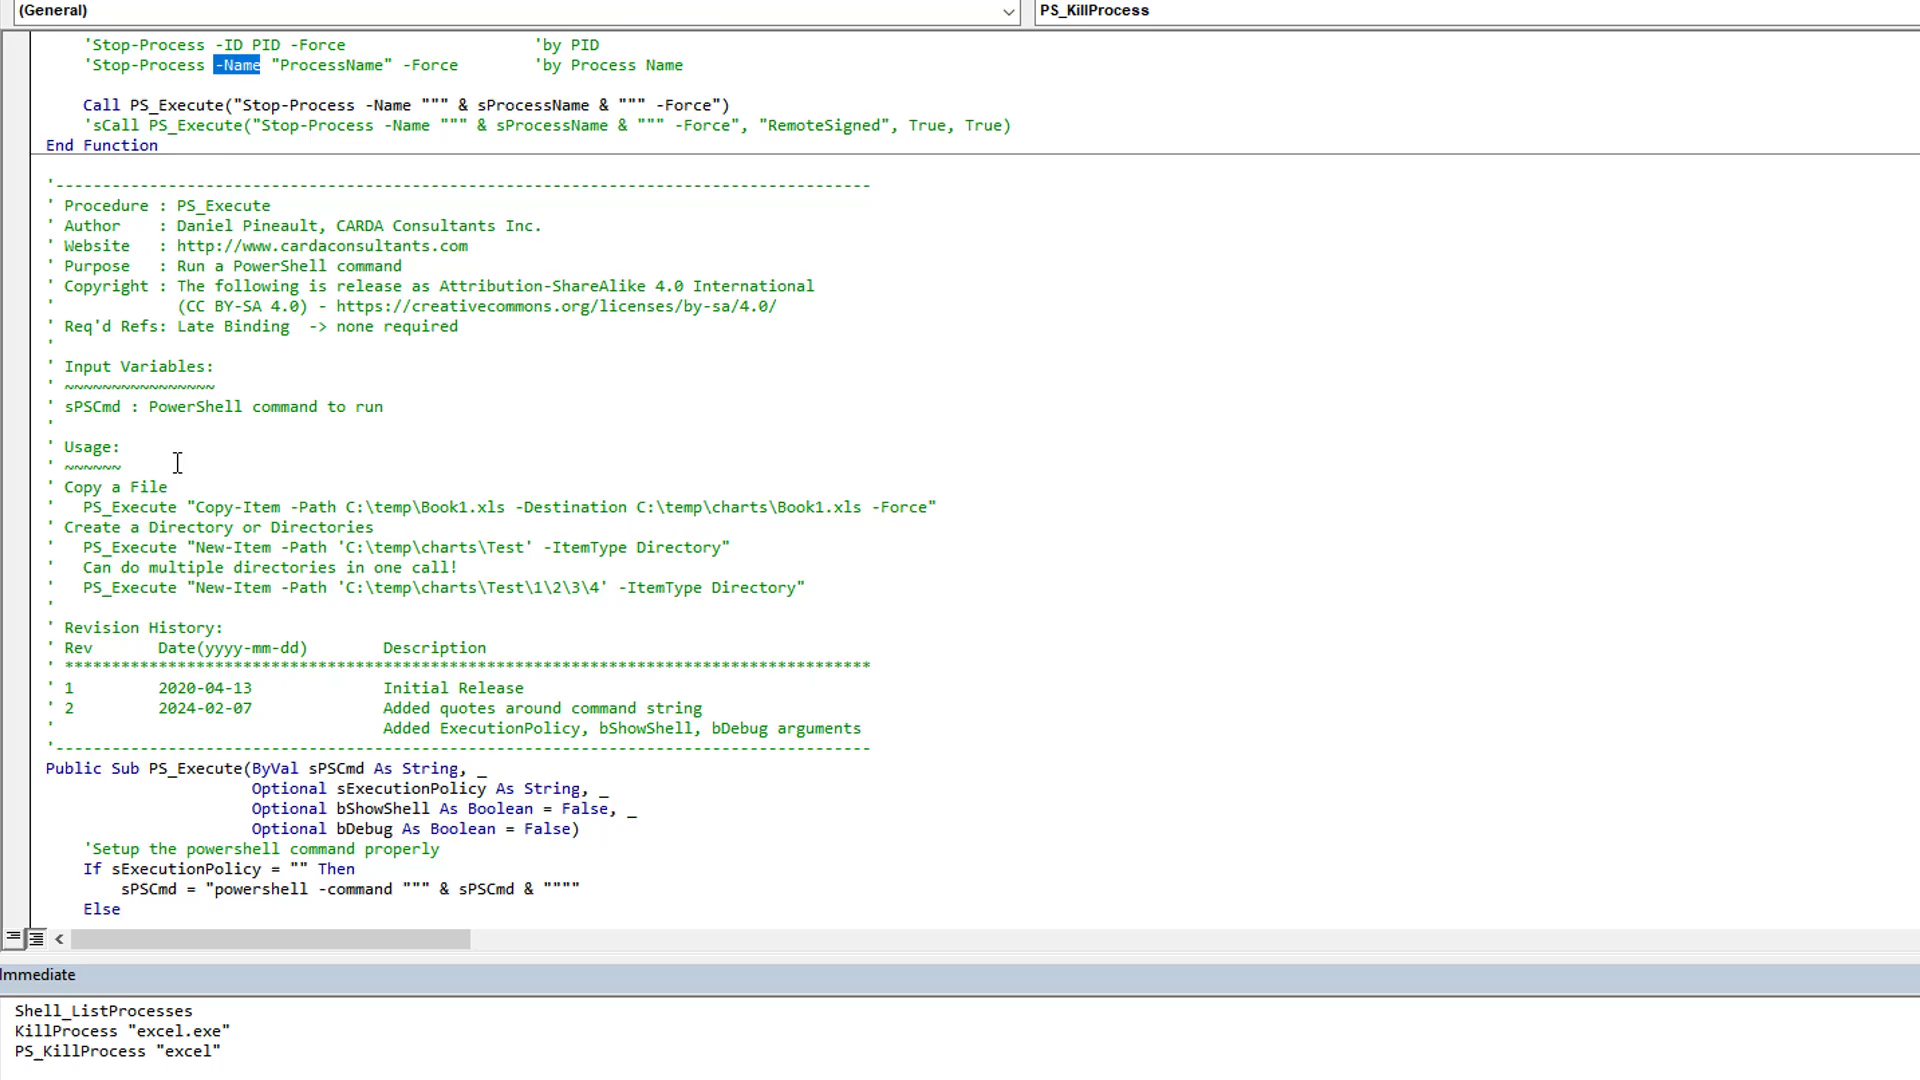 (General)
PS_KillProcess
'Stop-Process -ID PID -Force 'by PID
'Stop-Process -Name "ProcessName" -Force 'by Process Name
Call PS_Execute("Stop-Process -Name """ & sProcessName & """ -Force")
'sCall PS_Execute("Stop-Process -Name """ & sProcessName & """ -Force", "RemoteSigned", True, True)
End Function
'---------------------------------------------------------------------------------------
' Procedure : PS_Execute
' Author    : Daniel Pineault, CARDA Consultants Inc.
' Website   : http://www.cardaconsultants.com
' Purpose   : Run a PowerShell command
' Copyright : The following is release as Attribution-ShareAlike 4.0 International
'             (CC BY-SA 4.0) - https://creativecommons.org/licenses/by-sa/4.0/
' Req'd Refs: Late Binding  -> none required
'
' Input Variables:
' ~~~~~~~~~~~~~~~~
' sPSCmd : PowerShell command to run
'
' Usage:
' ~~~~~~
' Copy a File
'   PS_Execute "Copy-Item -Path C:\temp\Book1.xls -Destination C:\temp\charts\Book1.xls -Force"
' Create a Directory or Directories
'   PS_Execute "New-Item -Path 'C:\temp\charts\Test' -ItemType Directory"
'   Can do multiple directories in one call!
'   PS_Execute "New-Item -Path 'C:\temp\charts\Test\1\2\3\4' -ItemType Directory"
'
' Revision History:
' Rev       Date(yyyy-mm-dd)        Description
' **************************************************************************************
' 1         2020-04-13              Initial Release
' 2         2024-02-07              Added quotes around command string
'                                   Added ExecutionPolicy, bShowShell, bDebug arguments
'---------------------------------------------------------------------------------------
Public Sub PS_Execute(ByVal sPSCmd As String, _
Optional sExecutionPolicy As String, _
Optional bShowShell As Boolean = False, _
Optional bDebug As Boolean = False)
'Setup the powershell command properly
If sExecutionPolicy = "" Then
sPSCmd = "powershell -command """ & sPSCmd & """"
Else
Immediate
Shell_ListProcesses
KillProcess "excel.exe"
PS_KillProcess "excel"